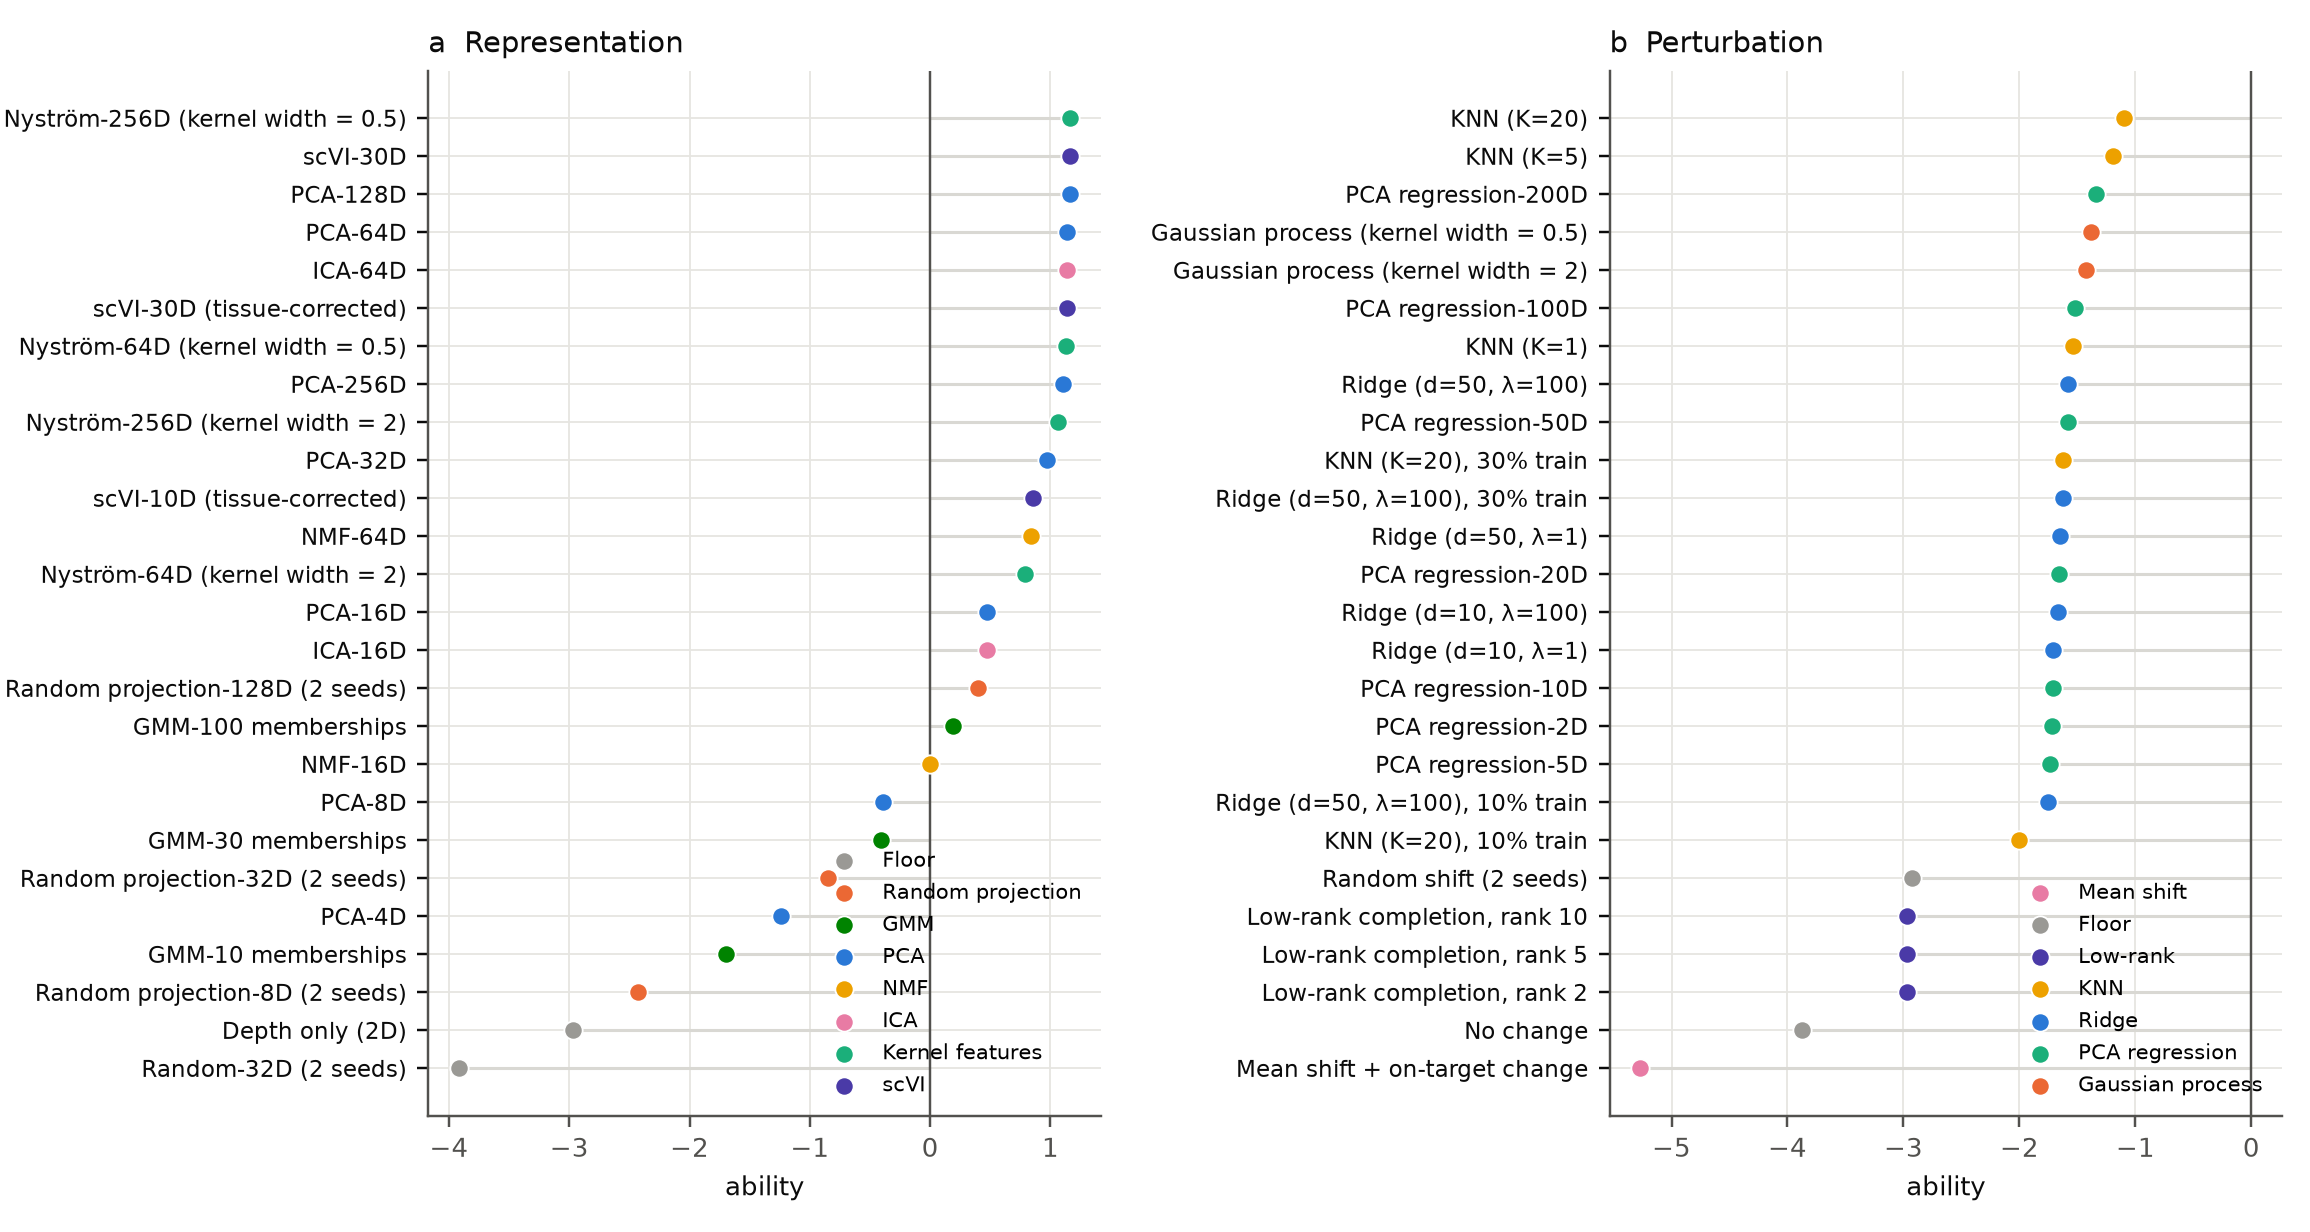 a Representation
Nyström-256D (kernel width = 0.5)
scVI-30D
PCA-128D
PCA-64D
ICA-64D
scVI-30D (tissue-corrected)
Nyström-64D (kernel width = 0.5)
PCA-256D
Nyström-256D (kernel width = 2)
PCA-32D
scVI-10D (tissue-corrected)
NMF-64D
Nyström-64D (kernel width = 2)
PCA-16D
ICA-16D
Random projection-128D (2 seeds)
GMM-100 memberships
NMF-16D
PCA-8D
GMM-30 memberships
Random projection-32D (2 seeds)
PCA-4D
GMM-10 memberships
Random projection-8D (2 seeds)
Depth only (2D)
Random-32D (2 seeds)
Floor
Random projection
GMM
PCA
NMF
ICA
Kernel features
scVI
−4 −3 −2 −1 0 1
ability
b Perturbation
KNN (K=20)
KNN (K=5)
PCA regression-200D
Gaussian process (kernel width = 0.5)
Gaussian process (kernel width = 2)
PCA regression-100D
KNN (K=1)
Ridge (d=50, λ=100)
PCA regression-50D
KNN (K=20), 30% train
Ridge (d=50, λ=100), 30% train
Ridge (d=50, λ=1)
PCA regression-20D
Ridge (d=10, λ=100)
Ridge (d=10, λ=1)
PCA regression-10D
PCA regression-2D
PCA regression-5D
Ridge (d=50, λ=100), 10% train
KNN (K=20), 10% train
Random shift (2 seeds)
Low-rank completion, rank 10
Low-rank completion, rank 5
Low-rank completion, rank 2
No change
Mean shift + on-target change
Mean shift
Floor
Low-rank
KNN
Ridge
PCA regression
Gaussian process
−5 −4 −3 −2 −1 0
ability